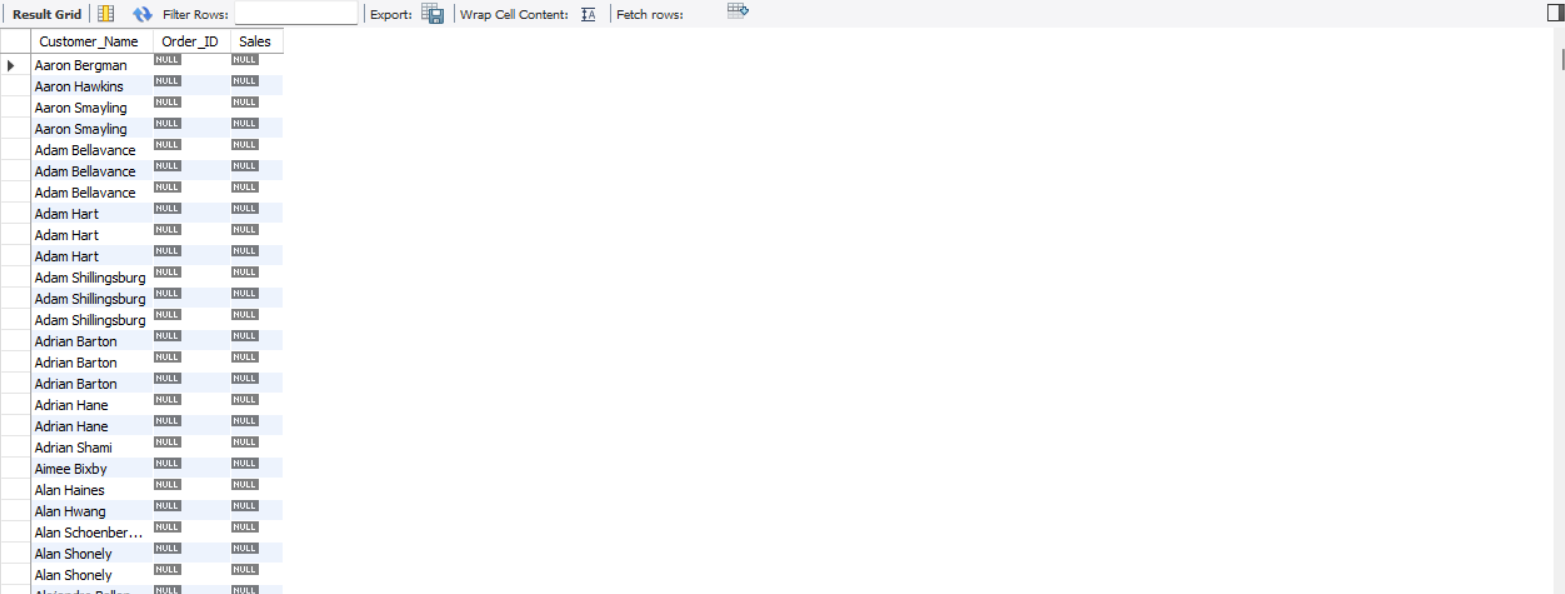 Result Grid Filter Rows: Export: Wrap Cell Content: Fetch rows:
Customer_Name Order_ID Sales
Aaron Bergman NULL NULL
Aaron Hawkins NULL NULL
Aaron Smayling NULL NULL
Aaron Smayling NULL NULL
Adam Bellavance NULL NULL
Adam Bellavance NULL NULL
Adam Bellavance NULL NULL
Adam Hart NULL NULL
Adam Hart NULL NULL
Adam Hart NULL NULL
Adam Shillingsburg NULL NULL
Adam Shillingsburg NULL NULL
Adam Shillingsburg NULL NULL
Adrian Barton NULL NULL
Adrian Barton NULL NULL
Adrian Barton NULL NULL
Adrian Hane NULL NULL
Adrian Hane NULL NULL
Adrian Shami NULL NULL
Aimee Bixby NULL NULL
Alan Haines NULL NULL
Alan Hwang NULL NULL
Alan Schoenber... NULL NULL
Alan Shonely NULL NULL
Alan Shonely NULL NULL
NULL NULL